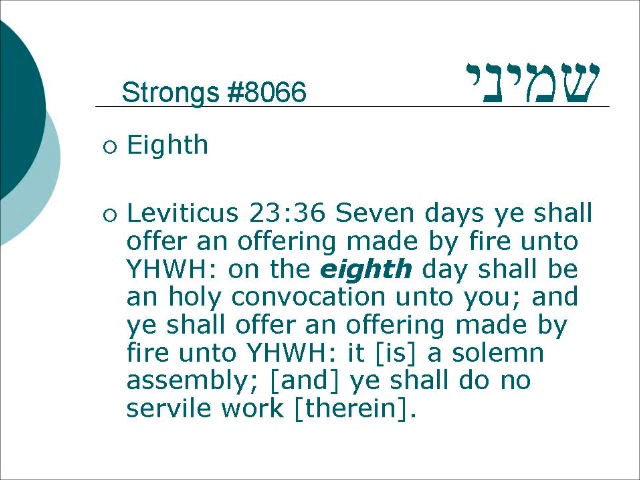 Strongs #8066 שמיני
Eighth
Leviticus 23:36 Seven days ye shall
offer an offering made by fire unto
YHWH: on the eighth day shall be
an holy convocation unto you; and
ye shall offer an offering made by
fire unto YHWH: it [is] a solemn
assembly; [and] ye shall do no
servile work [therein].